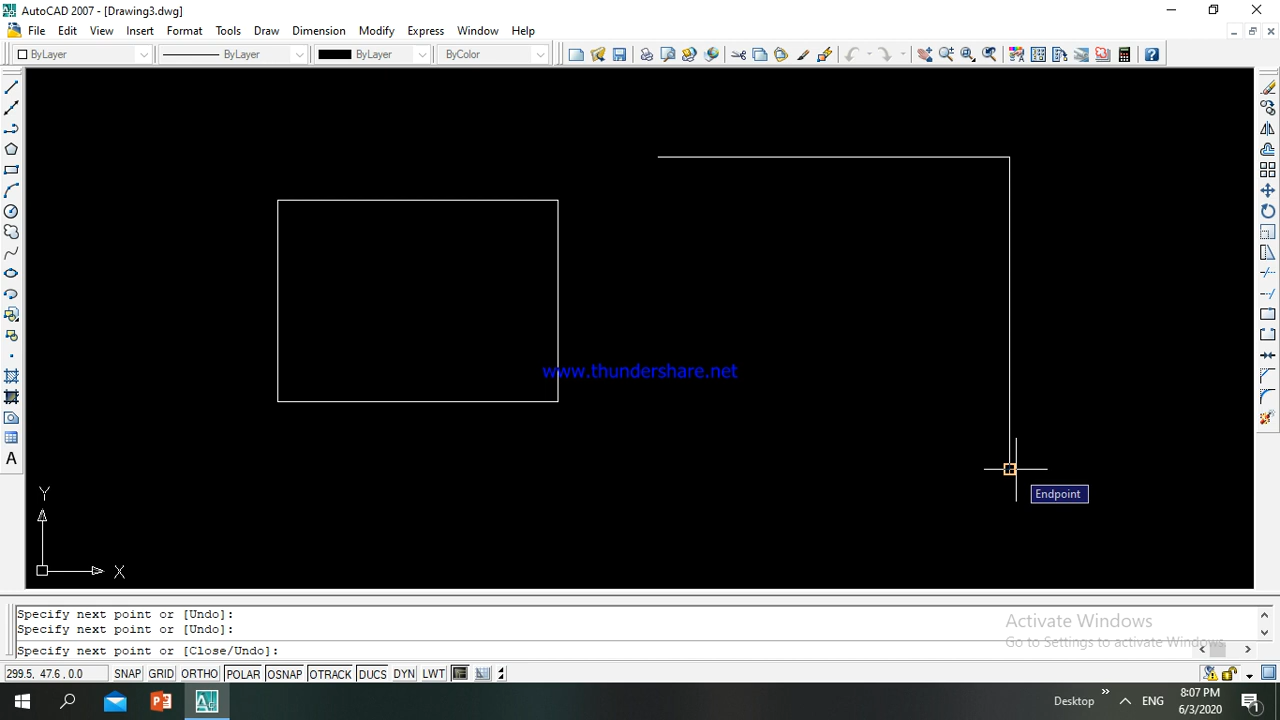 AutoCAD 2007 - [Drawing3.dwg]
File Edit View Insert Format Tools Draw Dimension Modify Express Window Help
ByLayer ByLayer ByLayer ByColor
A
www.thundershare.net
Endpoint
Y
X
Specify next point or [Undo]:
Specify next point or [Undo]:
Specify next point or [Close/Undo]:
Activate Windows
Go to Settings to activate Windows.
299.5, 47.6 , 0.0 SNAP GRID ORTHO POLAR OSNAP OTRACK DUCS DYN LWT
Desktop ENG 8:07 PM
6/3/2020